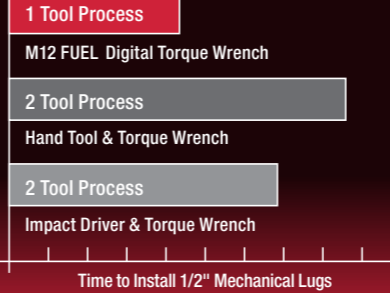 1 Tool Process
M12 FUEL Digital Torque Wrench
2 Tool Process
Hand Tool & Torque Wrench
2 Tool Process
Impact Driver & Torque Wrench
Time to Install 1/2" Mechanical Lugs